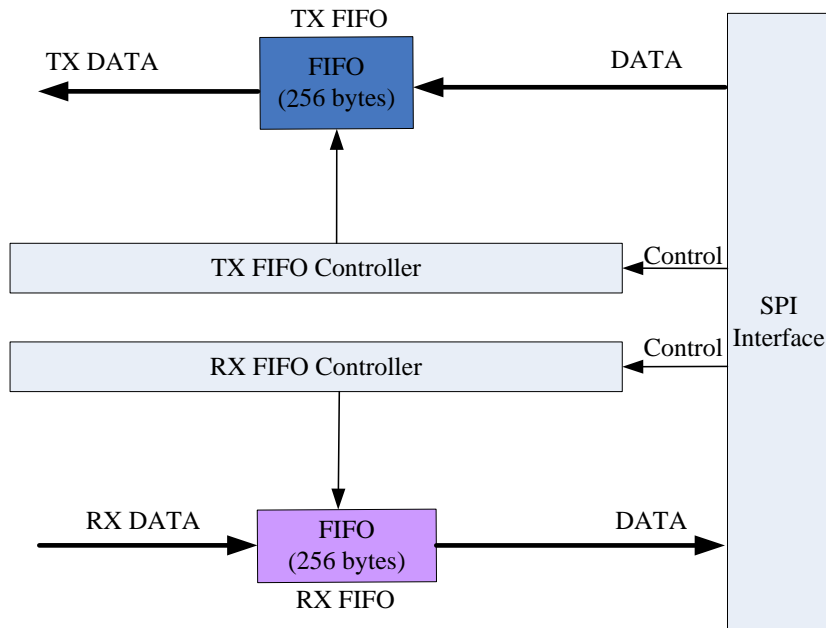 TX FIFO
TX DATA
FIFO
(256 bytes)
DATA
TX FIFO Controller
Control
SPI
Interface
RX FIFO Controller
Control
RX DATA
FIFO
(256 bytes)
DATA
RX FIFO